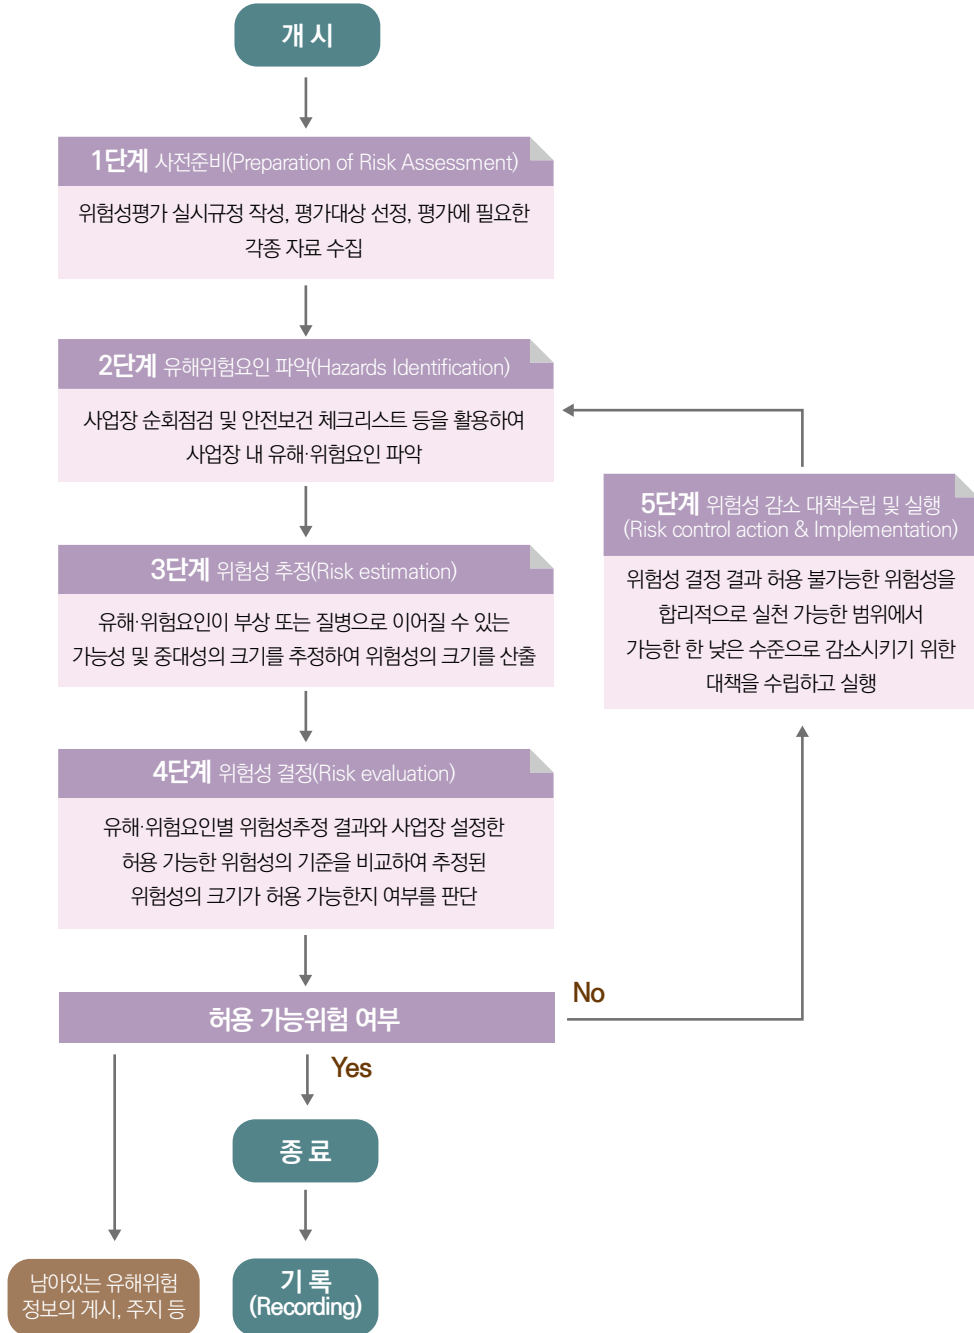 개 시
1단계 사전준비(Preparation of Risk Assessment)
위험성평가 실시규정 작성, 평가대상 선정, 평가에 필요한
각종 자료 수집
2단계 유해위험요인 파악(Hazards Identification)
사업장 순회점검 및 안전보건 체크리스트 등을 활용하여
사업장 내 유해·위험요인 파악
3단계 위험성 추정(Risk estimation)
유해·위험요인이 부상 또는 질병으로 이어질 수 있는
가능성 및 중대성의 크기를 추정하여 위험성의 크기를 산출
4단계 위험성 결정(Risk evaluation)
유해·위험요인별 위험성추정 결과와 사업장 설정한
허용 가능한 위험성의 기준을 비교하여 추정된
위험성의 크기가 허용 가능한지 여부를 판단
5단계 위험성 감소 대책수립 및 실행
(Risk control action & Implementation)
위험성 결정 결과 허용 불가능한 위험성을
합리적으로 실천 가능한 범위에서
가능한 한 낮은 수준으로 감소시키기 위한
대책을 수립하고 실행
허용 가능위험 여부
No
Yes
종 료
남아있는 유해위험
정보의 게시, 주지 등
기 록
(Recording)